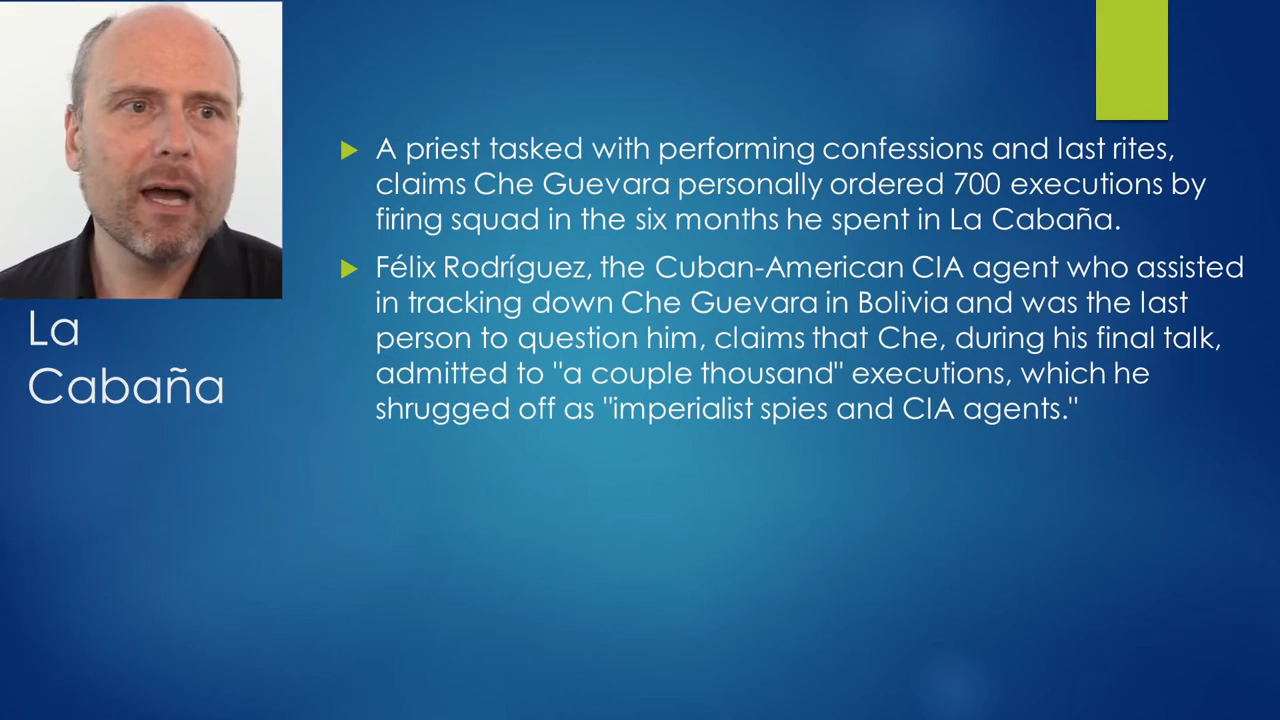 La
Cabaña
A priest tasked with performing confessions and last rites,
claims Che Guevara personally ordered 700 executions by
firing squad in the six months he spent in La Cabaña.
Félix Rodríguez, the Cuban-American CIA agent who assisted
in tracking down Che Guevara in Bolivia and was the last
person to question him, claims that Che, during his final talk,
admitted to "a couple thousand" executions, which he
shrugged off as "imperialist spies and CIA agents."